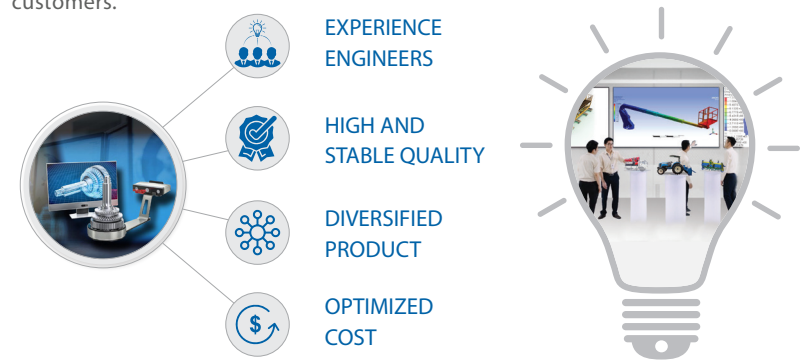 customers.
EXPERIENCE
ENGINEERS
HIGH AND
STABLE QUALITY
DIVERSIFIED
PRODUCT
$
OPTIMIZED
COST